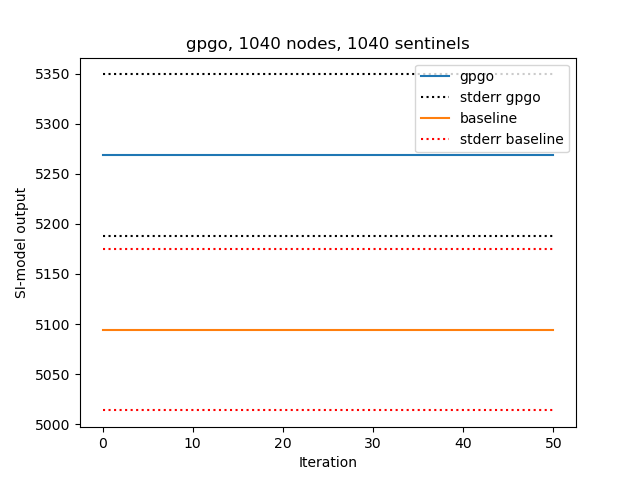 gpgo, 1040 nodes, 1040 sentinels
gpgo
stderr gpgo
baseline
stderr baseline
SI-model output
5350
5300
5250
5200
5150
5100
5050
5000
0 10 20 30 40 50
Iteration